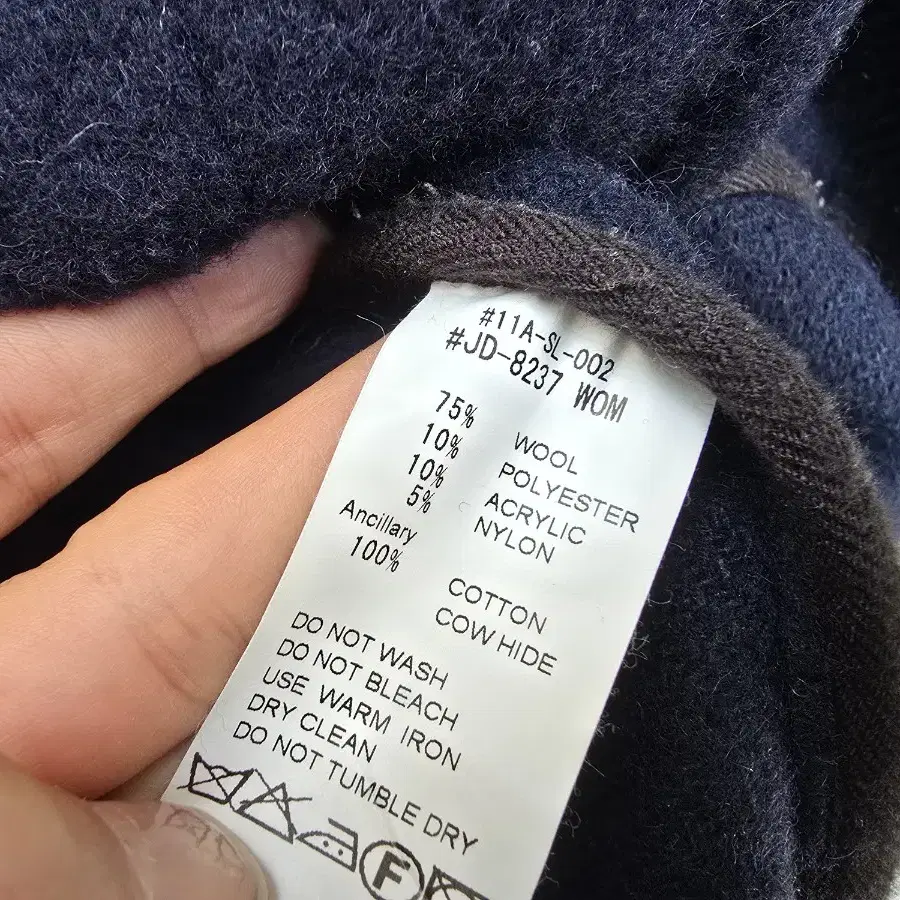 #11A-SL-002
#JD-8237 WOM
75% WOOL
10% POLYESTER
10% ACRYLIC
5% NYLON
Ancillary
100% COTTON
COW HIDE
DO NOT WASH
DO NOT BLEACH
USE WARM IRON
DRY CLEAN
DO NOT TUMBLE DRY
F